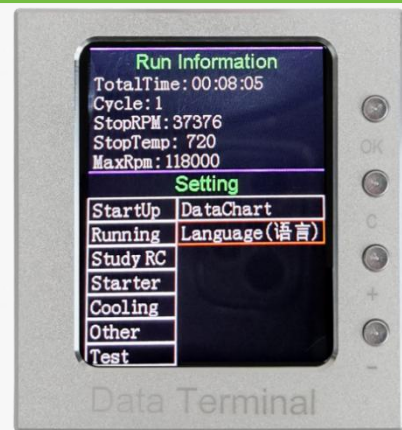 Run Information
TotalTime: 00:08:05
Cycle: 1
StopRPM: 37376
StopTemp: 720
MaxRpm: 118000
Setting
StartUp DataChart
Running Language(语言)
Study RC
Starter
Cooling
Other
Test
OK
C
+
-
Data Terminal